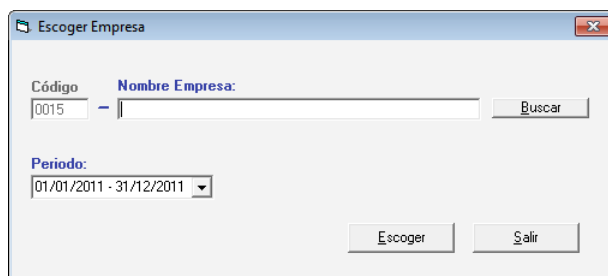 Escoger Empresa
Código Nombre Empresa:
0015 – Buscar
Periodo:
01/01/2011 - 31/12/2011
Escoger Salir